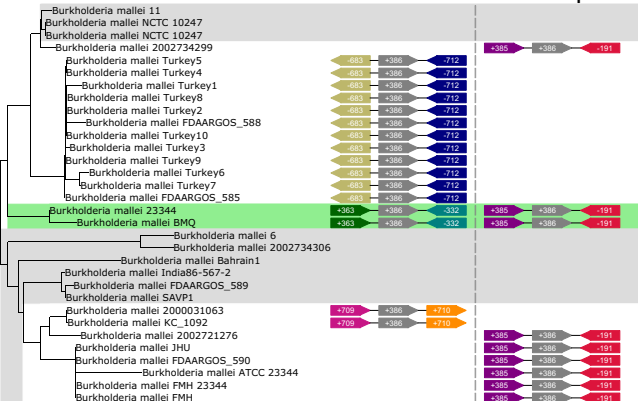 Burkholderia mallei 11
Burkholderia mallei NCTC 10247
Burkholderia mallei NCTC 10247
Burkholderia mallei 2002734299 +385 +386 -191
Burkholderia mallei Turkey5 -683 +386 -712
Burkholderia mallei Turkey4 -683 +386 -712
Burkholderia mallei Turkey1 -683 +386 -712
Burkholderia mallei Turkey8 -683 +386 -712
Burkholderia mallei Turkey2 -683 +386 -712
Burkholderia mallei FDAARGOS_588 -683 +386 -712
Burkholderia mallei Turkey10 -683 +386 -712
Burkholderia mallei Turkey3 -683 +386 -712
Burkholderia mallei Turkey9 -683 +386 -712
Burkholderia mallei Turkey6 -683 +386 -712
Burkholderia mallei Turkey7 -683 +386 -712
Burkholderia mallei FDAARGOS_585 -683 +386 -712
Burkholderia mallei 23344 +363 +386 -332 +385 +386 -191
Burkholderia mallei BMQ +363 +386 -332 +385 +386 -191
Burkholderia mallei 6
Burkholderia mallei 2002734306
Burkholderia mallei Bahrain1
Burkholderia mallei India86-567-2
Burkholderia mallei FDAARGOS_589
Burkholderia mallei SAVP1
Burkholderia mallei 2000031063 +709 +386 +710
Burkholderia mallei KC_1092 +709 +386 +710
Burkholderia mallei 2002721276 +385 +386 -191
Burkholderia mallei JHU +385 +386 -191
Burkholderia mallei FDAARGOS_590 +385 +386 -191
Burkholderia mallei ATCC 23344 +385 +386 -191
Burkholderia mallei FMH 23344 +385 +386 -191
Burkholderia mallei FMH +385 +386 -191